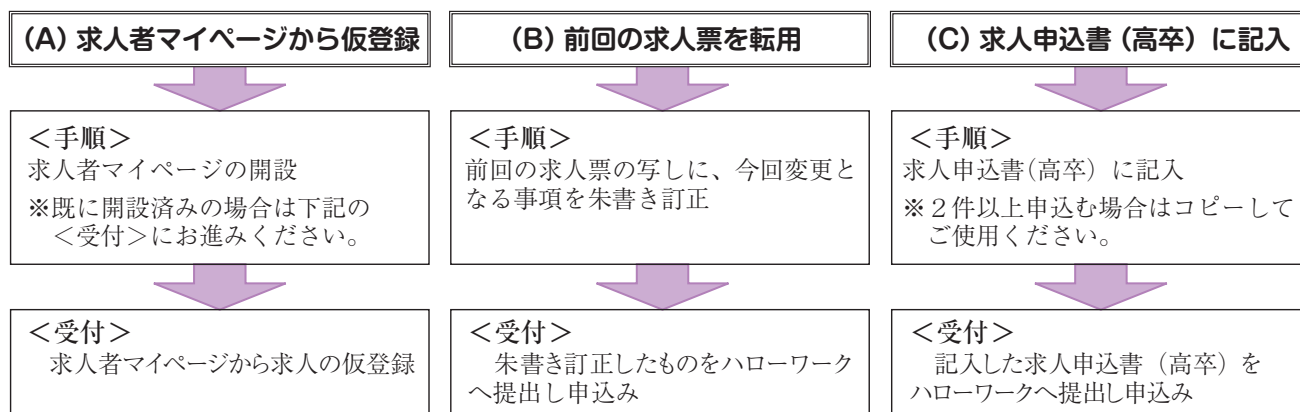 (A) 求人者マイページから仮登録
<手順>
求人者マイページの開設
※既に開設済みの場合は下記の
<受付>にお進みください。
<受付>
求人者マイページから求人の仮登録
(B) 前回の求人票を転用
<手順>
前回の求人票の写しに、今回変更と
なる事項を朱書き訂正
<受付>
朱書き訂正したものをハローワーク
へ提出し申込み
(C) 求人申込書 (高卒) に記入
<手順>
求人申込書(高卒) に記入
※２件以上申込む場合はコピーして
ご使用ください。
<受付>
記入した求人申込書 (高卒) を
ハローワークへ提出し申込み